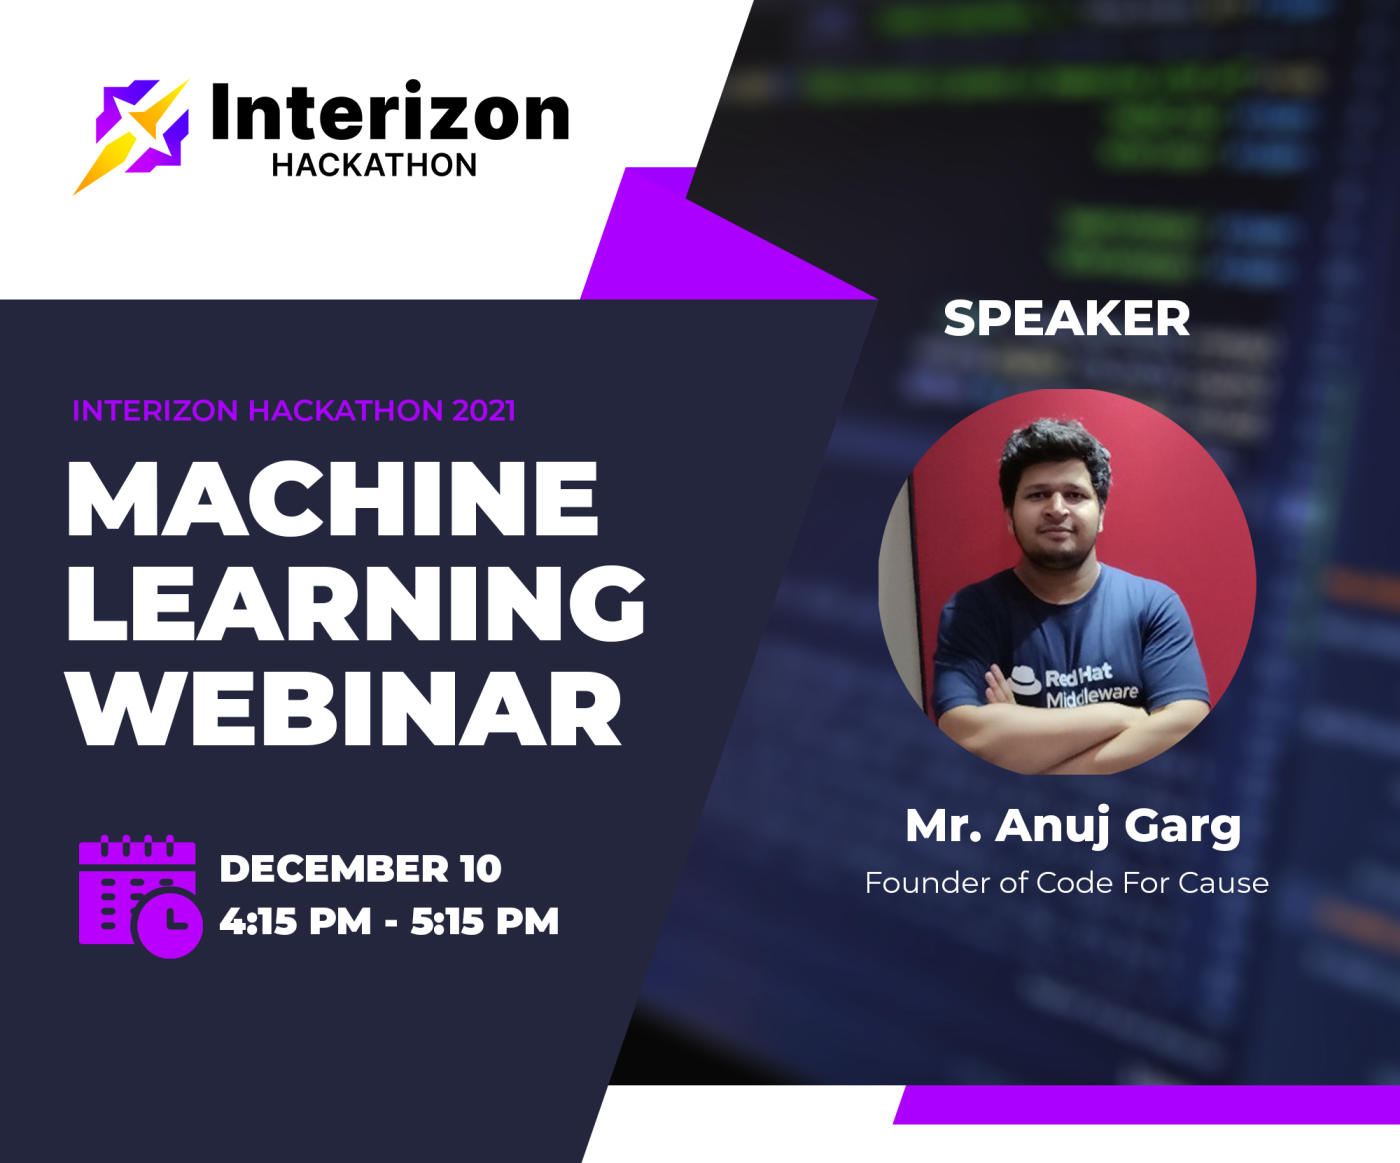 Interizon
HACKATHON
INTERIZON HACKATHON 2021
MACHINE
LEARNING
WEBINAR
DECEMBER 10
4:15 PM - 5:15 PM
SPEAKER
Red Hat
Middleware
Mr. Anuj Garg
Founder of Code For Cause